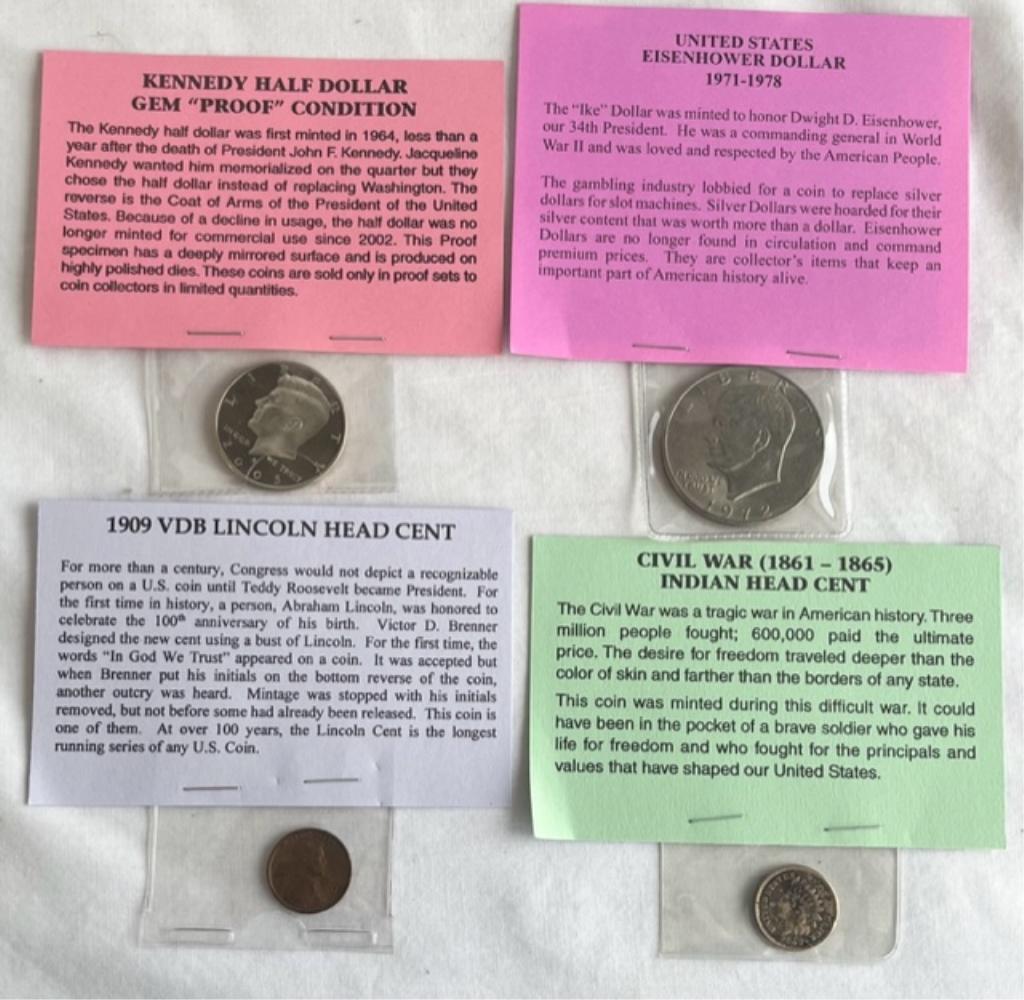 KENNEDY HALF DOLLAR
GEM "PROOF" CONDITION
The Kennedy half dollar was first minted in 1964, less than a
year after the death of President John F. Kennedy. Jacqueline
Kennedy wanted him memorialized on the quarter but they
chose the half dollar instead of replacing Washington. The
reverse is the Coat of Arms of the President of the United
States. Because of a decline in usage, the half dollar was no
longer minted for commercial use since 2002. This Proof
specimen has a deeply mirrored surface and is produced on
highly polished dies. These coins are sold only in proof sets to
coin collectors in limited quantities.
UNITED STATES
EISENHOWER DOLLAR
1971-1978
The "Ike" Dollar was minted to honor Dwight D. Eisenhower,
our 34th President. He was a commanding general in World
War II and was loved and respected by the American People.
The gambling industry lobbied for a coin to replace silver
dollars for slot machines. Silver Dollars were hoarded for their
silver content that was worth more than a dollar. Eisenhower
Dollars are no longer found in circulation and command
premium prices. They are collector's items that keep an
important part of American history alive.
LIBERTY
IN GOD WE TRUST
2005
LIBERTY
1972
1909 VDB LINCOLN HEAD CENT
For more than a century, Congress would not depict a recognizable
person on a U.S. coin until Teddy Roosevelt became President. For
the first time in history, a person, Abraham Lincoln, was honored to
celebrate the 100th anniversary of his birth. Victor D. Brenner
designed the new cent using a bust of Lincoln. For the first time, the
words "In God We Trust" appeared on a coin. It was accepted but
when Brenner put his initials on the bottom reverse of the coin,
another outcry was heard. Mintage was stopped with his initials
removed, but not before some had already been released. This coin is
one of them. At over 100 years, the Lincoln Cent is the longest
running series of any U.S. Coin.
CIVIL WAR (1861 – 1865)
INDIAN HEAD CENT
The Civil War was a tragic war in American history. Three
million people fought; 600,000 paid the ultimate
price. The desire for freedom traveled deeper than the
color of skin and farther than the borders of any state.
This coin was minted during this difficult war. It could
have been in the pocket of a brave soldier who gave his
life for freedom and who fought for the principals and
values that have shaped our United States.